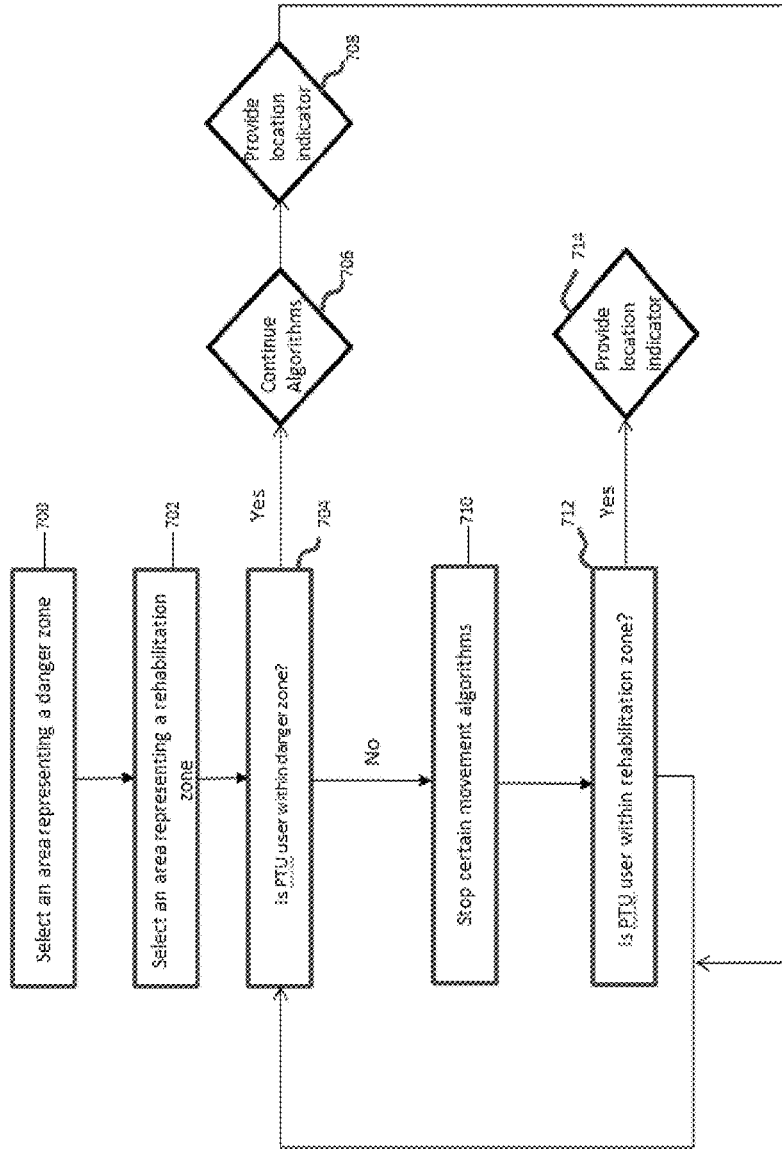 700
Select an area representing a danger zone
702
Select an area representing a rehabilitation
zone
704
Is PTU user within danger zone?
Yes
706
Continue
Algorithms
708
Provide
location
indicator
No
710
Stop certain movement algorithms
712
Is PTU user within rehabilitation zone?
Yes
714
Provide
location
indicator